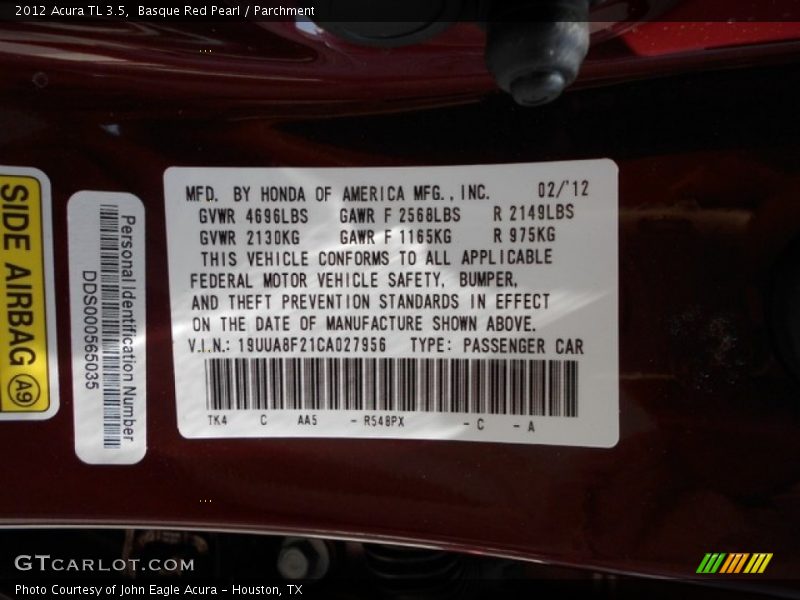 2012 Acura TL 3.5,  Basque Red Pearl / Parchment
MFD. BY HONDA OF AMERICA MFG., INC. 02/'12
GVWR 4696LBS GAWR F 2568LBS R 2149LBS
GVWR 2130KG GAWR F 1165KG R 975KG
THIS VEHICLE CONFORMS TO ALL APPLICABLE
FEDERAL MOTOR VEHICLE SAFETY, BUMPER,
AND THEFT PREVENTION STANDARDS IN EFFECT
ON THE DATE OF MANUFACTURE SHOWN ABOVE.
V.I.N.: 19UUA8F21CA027956 TYPE: PASSENGER CAR
TK4 C AA5 - R548PX - C - A
Personal Identification Number
DDS000565035
SIDE AIRBAG A9
GTCARLOT.COM
Photo Courtesy of John Eagle Acura - Houston, TX